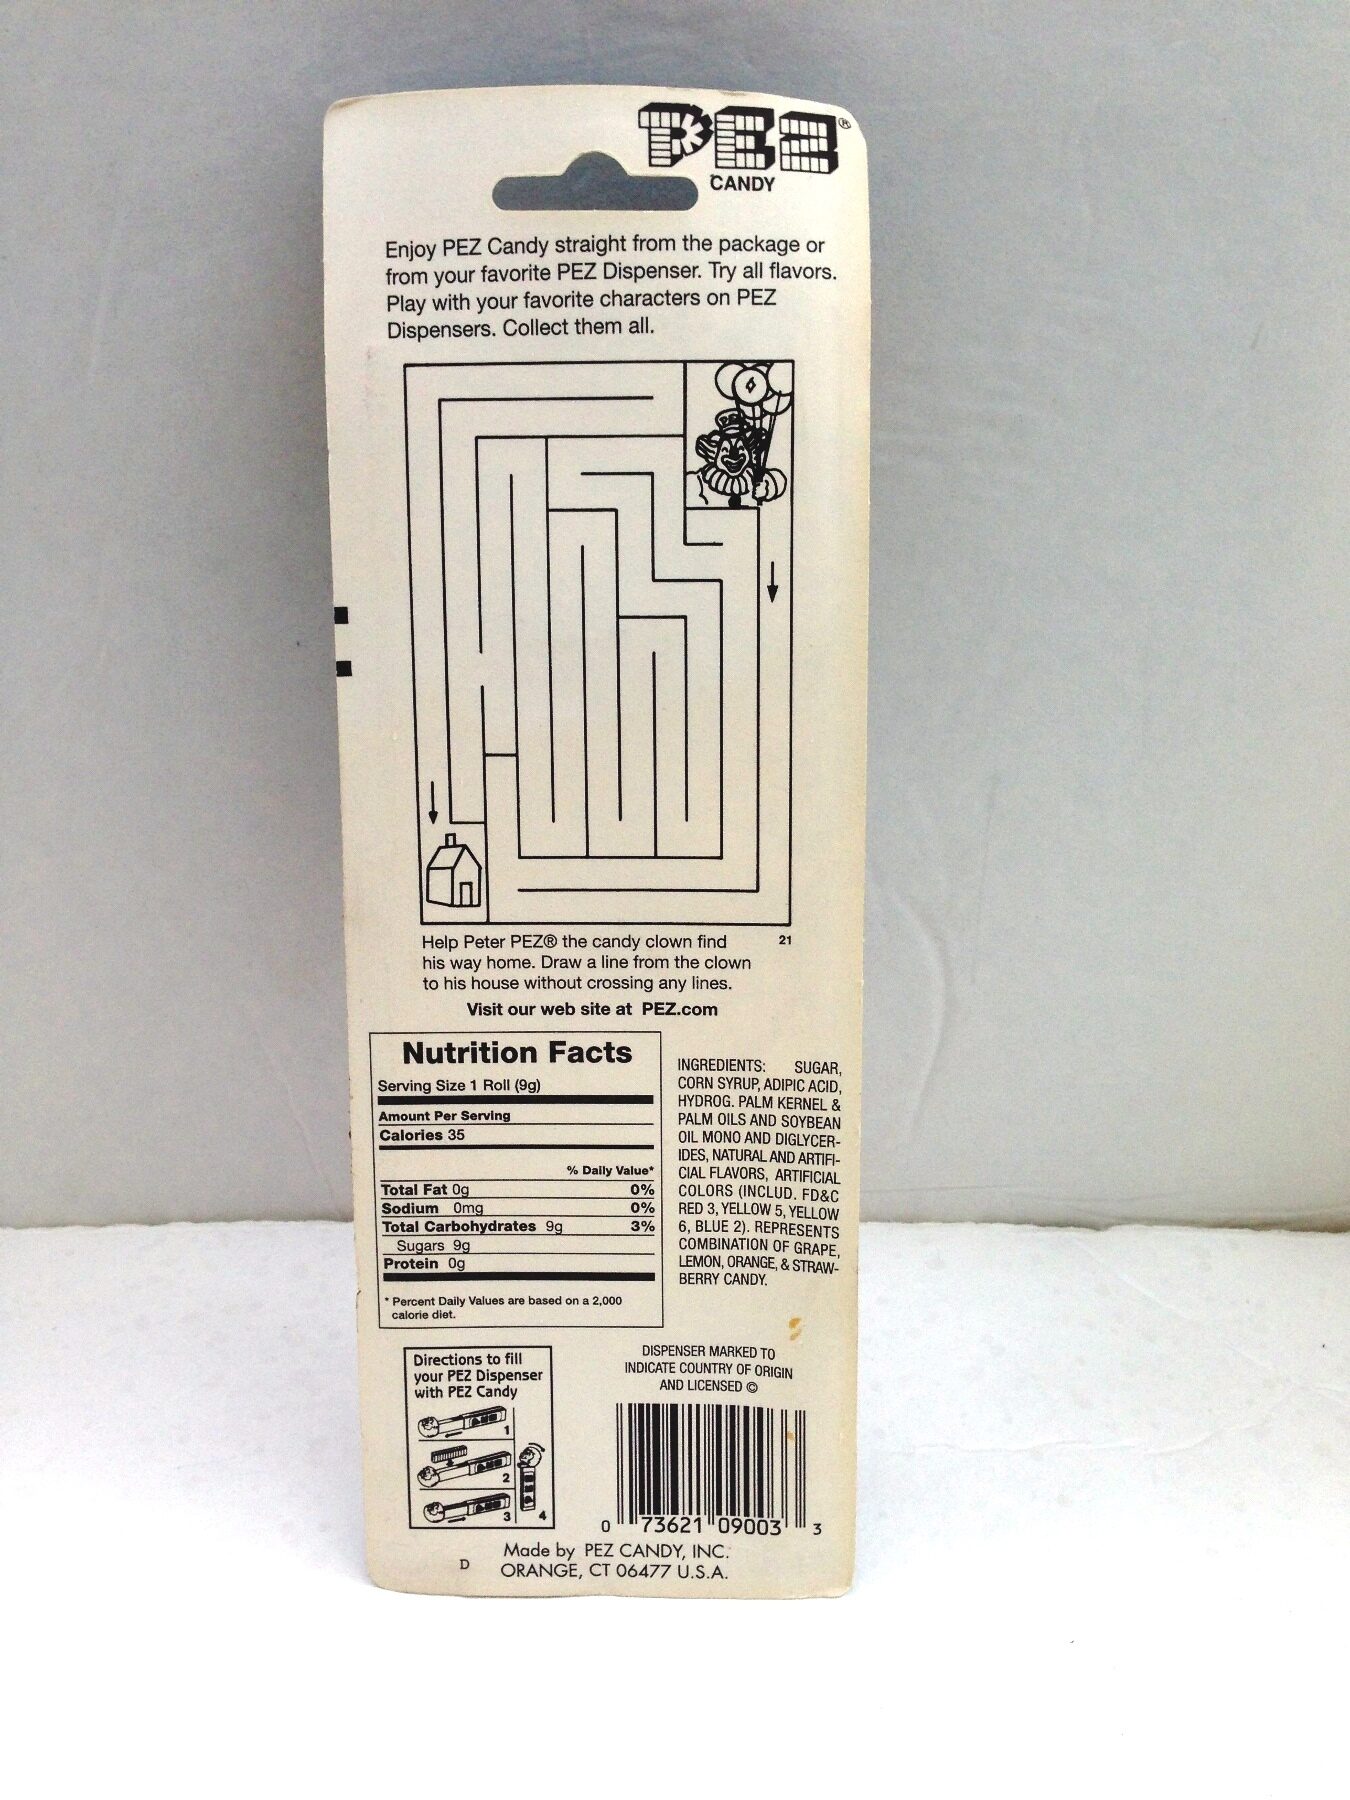 PEZ®
CANDY
Enjoy PEZ Candy straight from the package or
from your favorite PEZ Dispenser. Try all flavors.
Play with your favorite characters on PEZ
Dispensers. Collect them all.
Help Peter PEZ® the candy clown find
his way home. Draw a line from the clown
to his house without crossing any lines.
21
Visit our web site at PEZ.com
Nutrition Facts
Serving Size 1 Roll (9g)
Amount Per Serving
Calories 35
% Daily Value*
Total Fat 0g 0%
Sodium 0mg 0%
Total Carbohydrates 9g 3%
Sugars 9g
Protein 0g
* Percent Daily Values are based on a 2,000
calorie diet.
INGREDIENTS: SUGAR,
CORN SYRUP, ADIPIC ACID,
HYDROG. PALM KERNEL &
PALM OILS AND SOYBEAN
OIL MONO AND DIGLYCER-
IDES, NATURAL AND ARTIFI-
CIAL FLAVORS, ARTIFICIAL
COLORS (INCLUD. FD&C
RED 3, YELLOW 5, YELLOW
6, BLUE 2). REPRESENTS
COMBINATION OF GRAPE,
LEMON, ORANGE, & STRAW-
BERRY CANDY.
Directions to fill
your PEZ Dispenser
with PEZ Candy
1
2
3
4
DISPENSER MARKED TO
INDICATE COUNTRY OF ORIGIN
AND LICENSED ©
0 73621 09003 3
D
Made by PEZ CANDY, INC.
ORANGE, CT 06477 U.S.A.